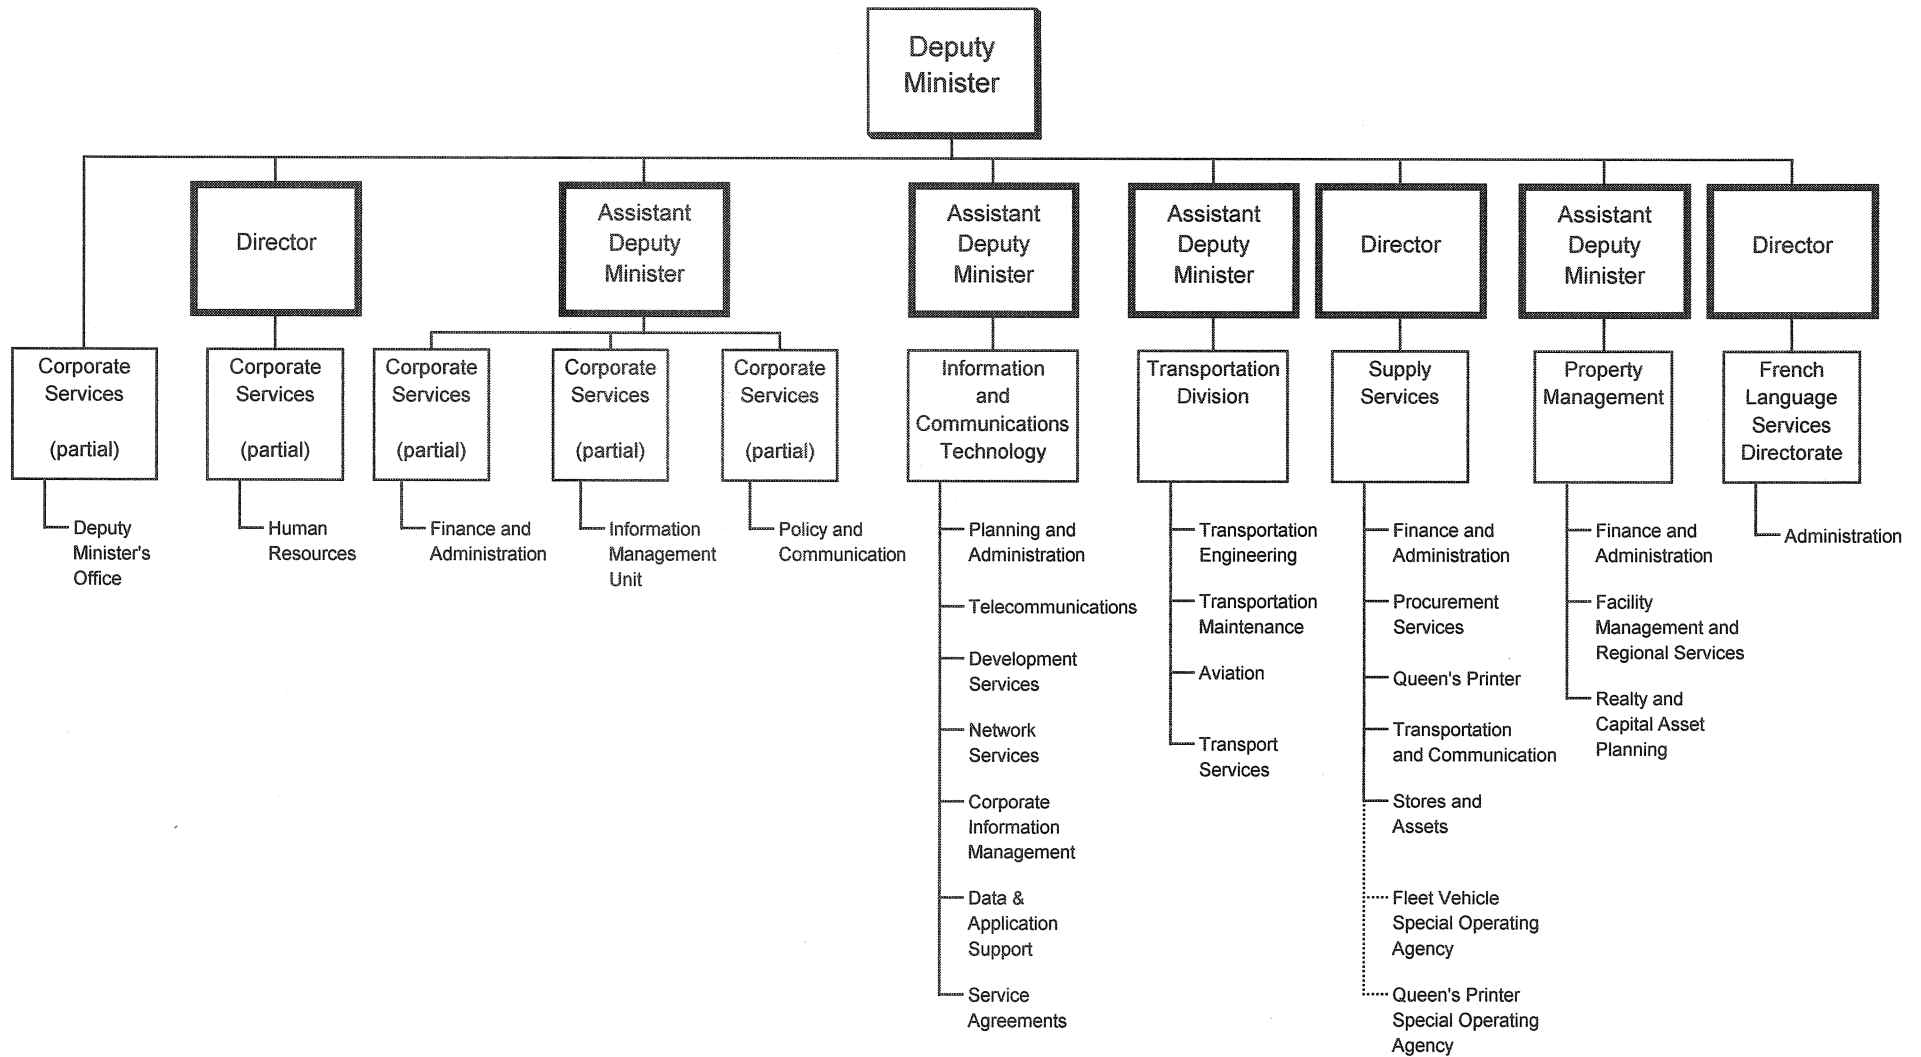 Deputy
Minister
Director
Assistant
Deputy
Minister
Assistant
Deputy
Minister
Assistant
Deputy
Minister
Director
Assistant
Deputy
Minister
Director
Corporate
Services
(partial)
Corporate
Services
(partial)
Corporate
Services
(partial)
Corporate
Services
(partial)
Corporate
Services
(partial)
Information
and
Communications
Technology
Transportation
Division
Supply
Services
Property
Management
French
Language
Services
Directorate
Deputy
Minister's
Office
Human
Resources
Finance and
Administration
Information
Management
Unit
Policy and
Communication
Planning and
Administration
Telecommunications
Development
Services
Network
Services
Corporate
Information
Management
Data &
Application
Support
Service
Agreements
Transportation
Engineering
Transportation
Maintenance
Aviation
Transport
Services
Finance and
Administration
Procurement
Services
Queen's Printer
Transportation
and Communication
Stores and
Assets
Fleet Vehicle
Special Operating
Agency
Queen's Printer
Special Operating
Agency
Finance and
Administration
Facility
Management and
Regional Services
Realty and
Capital Asset
Planning
Administration